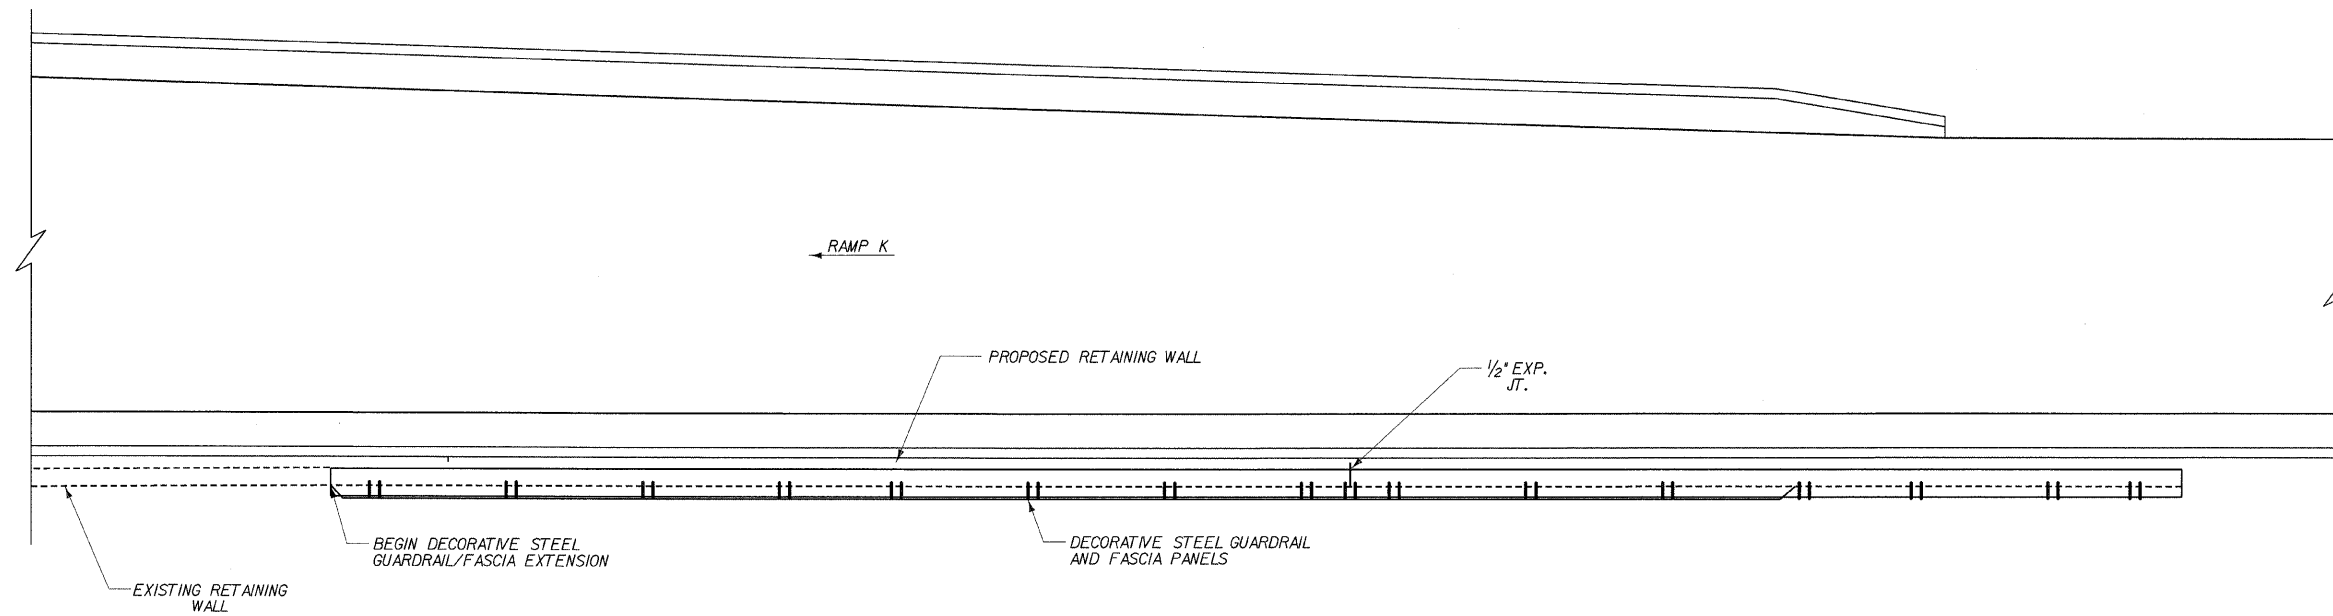 RAMP K
PROPOSED RETAINING WALL
1/2" EXP.
JT.
BEGIN DECORATIVE STEEL
GUARDRAIL/FASCIA EXTENSION
DECORATIVE STEEL GUARDRAIL
AND FASCIA PANELS
EXISTING RETAINING
WALL